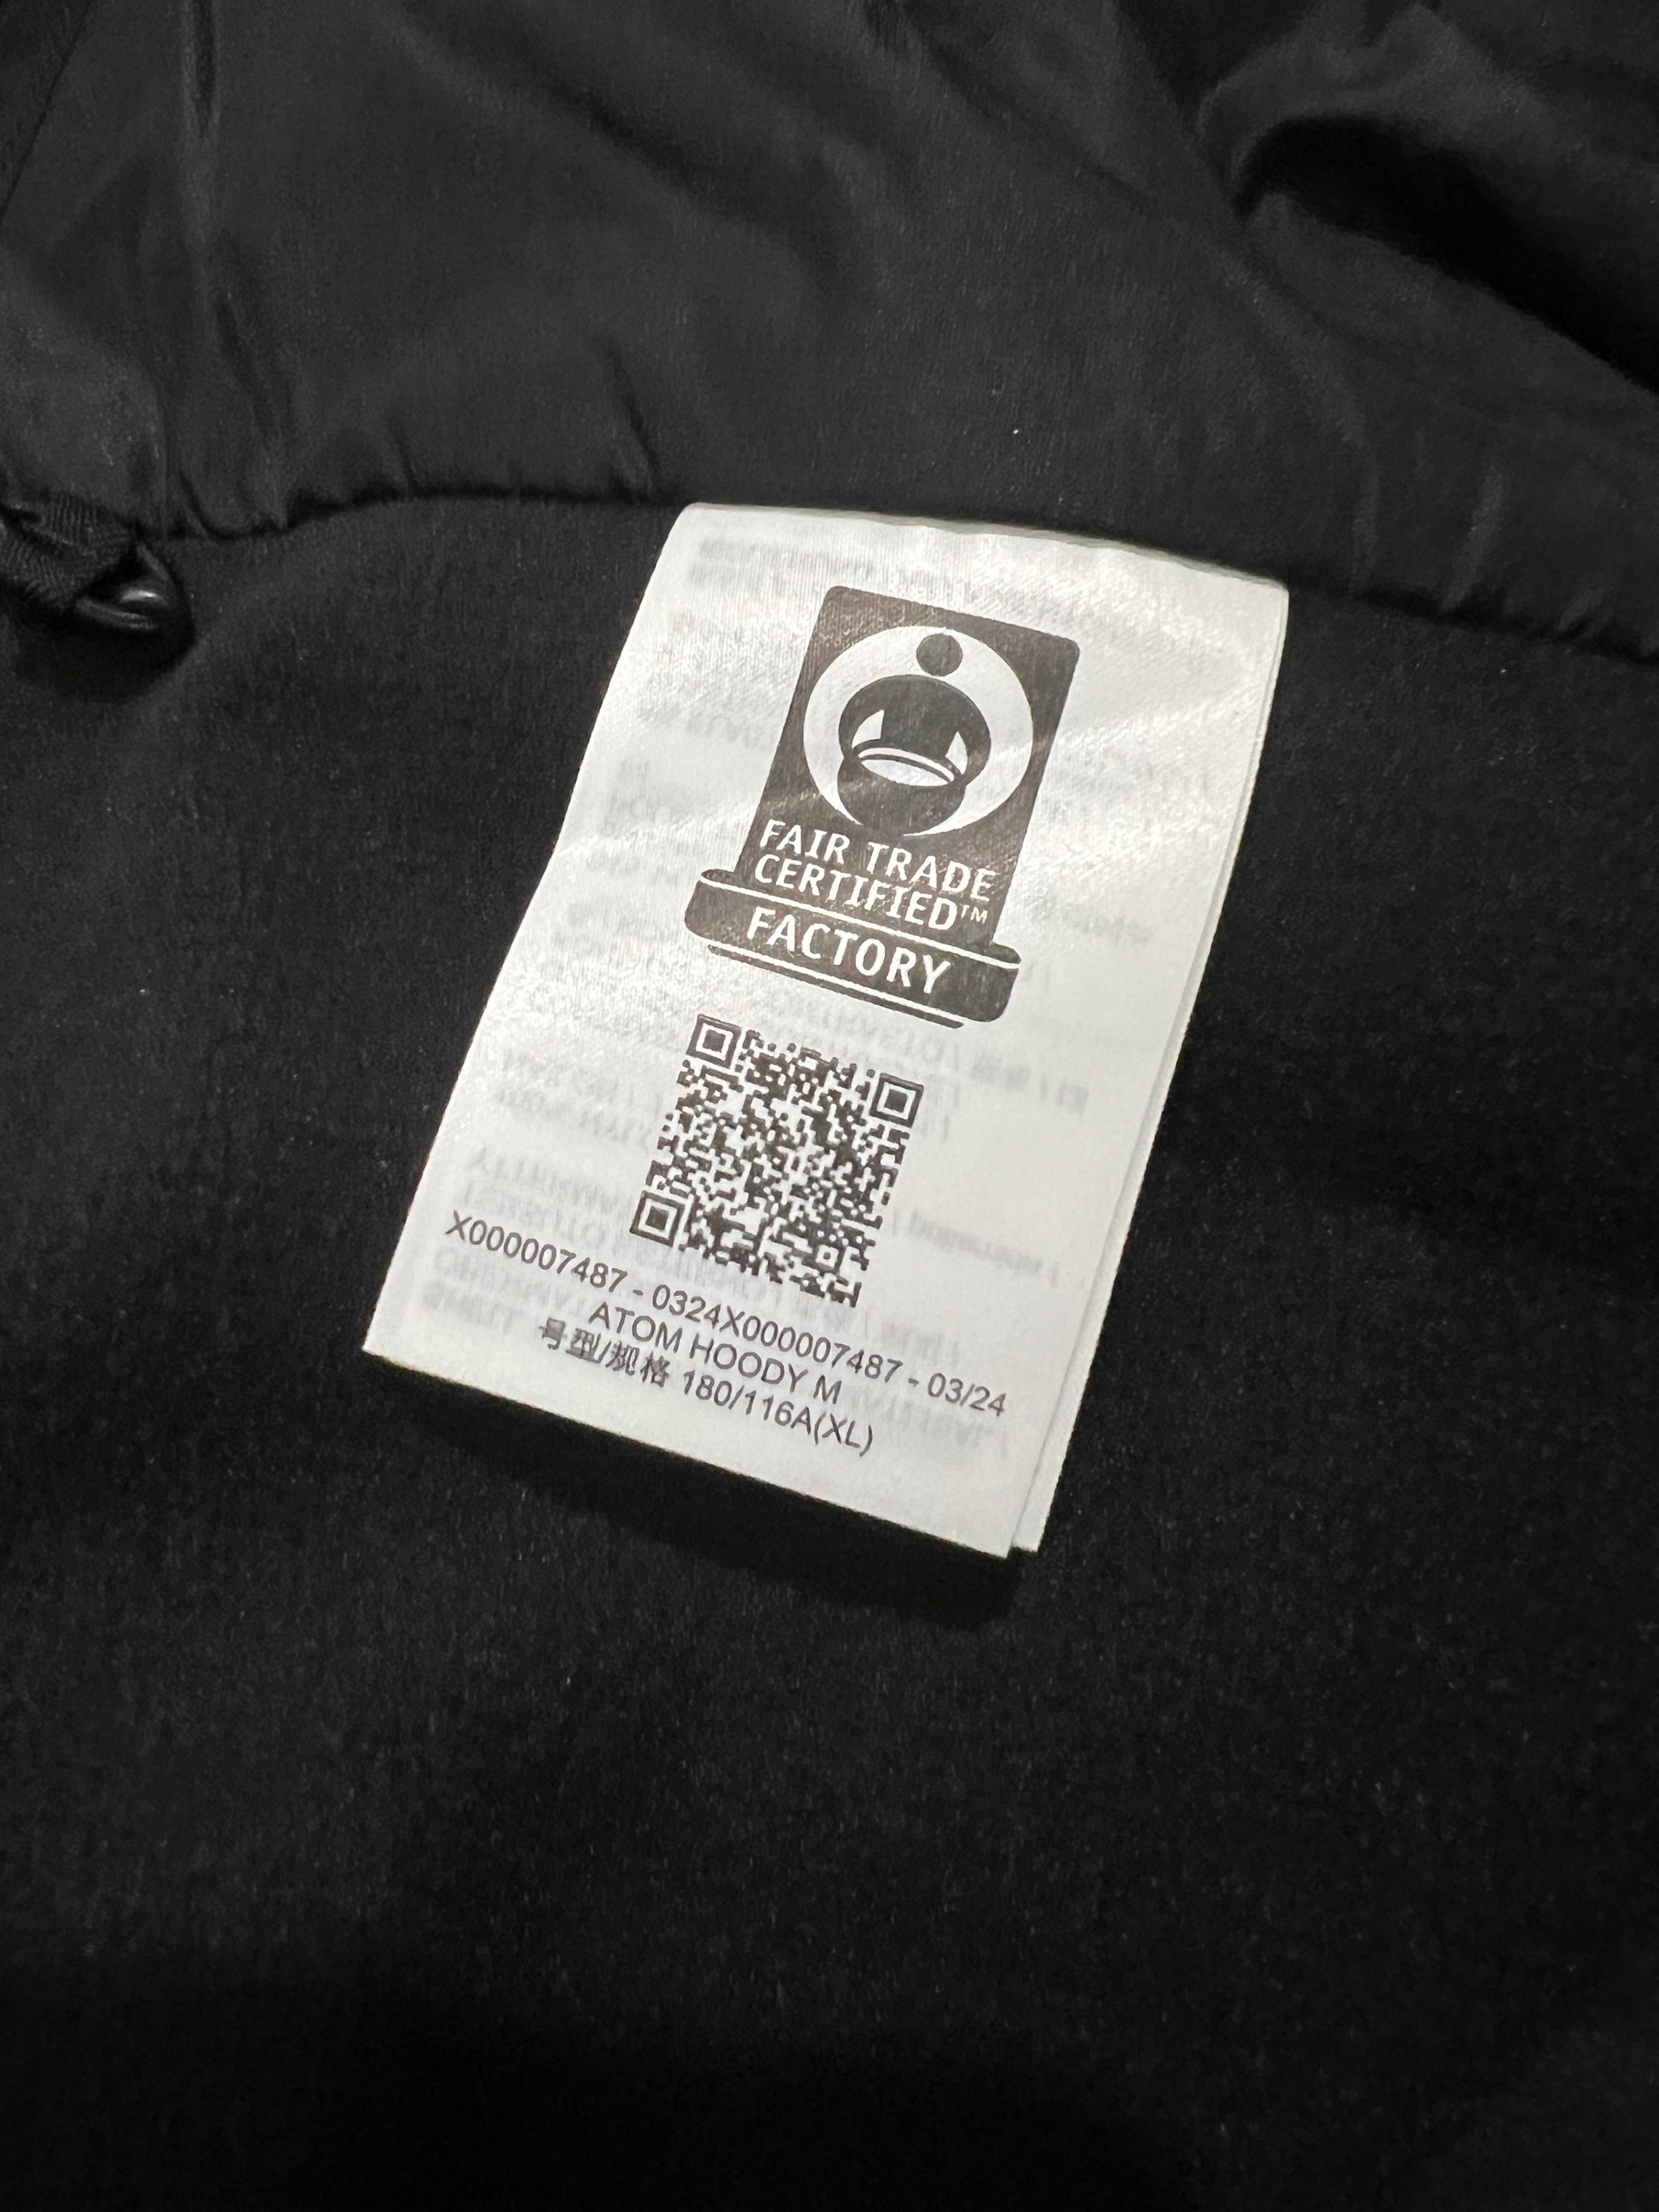 FAIR TRADE
CERTIFIED™
FACTORY
X000007487 - 0324X000007487 - 03/24
ATOM HOODY M
号型/规格 180/116A(XL)